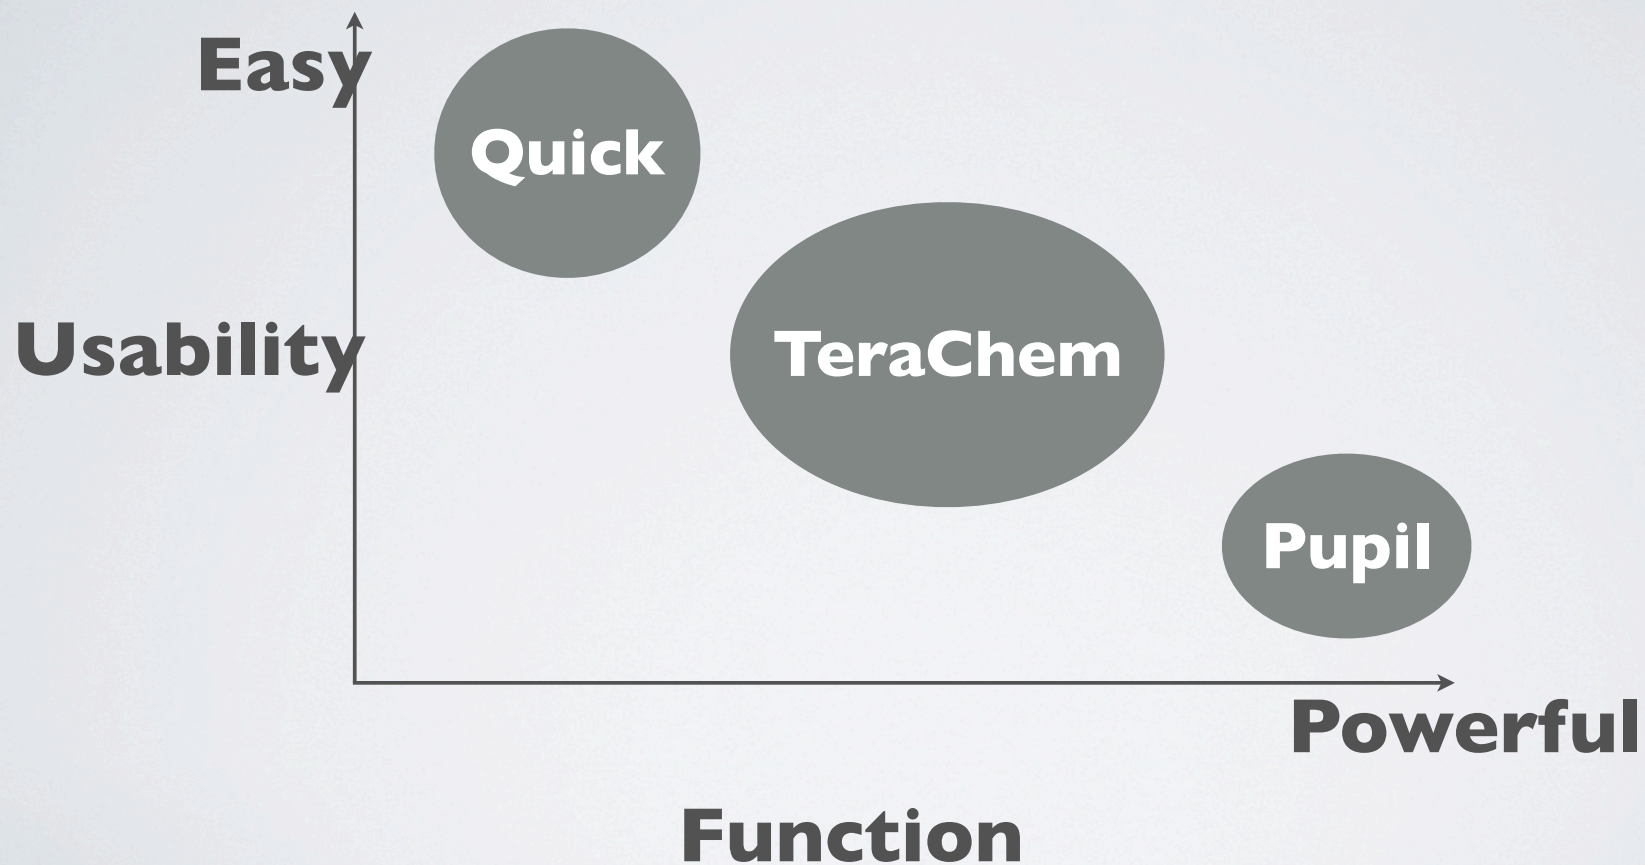 Easy
Quick
Usability
TeraChem
Pupil
Powerful
Function